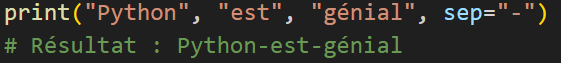 print("Python", "est", "génial", sep="-")
# Résultat : Python-est-génial